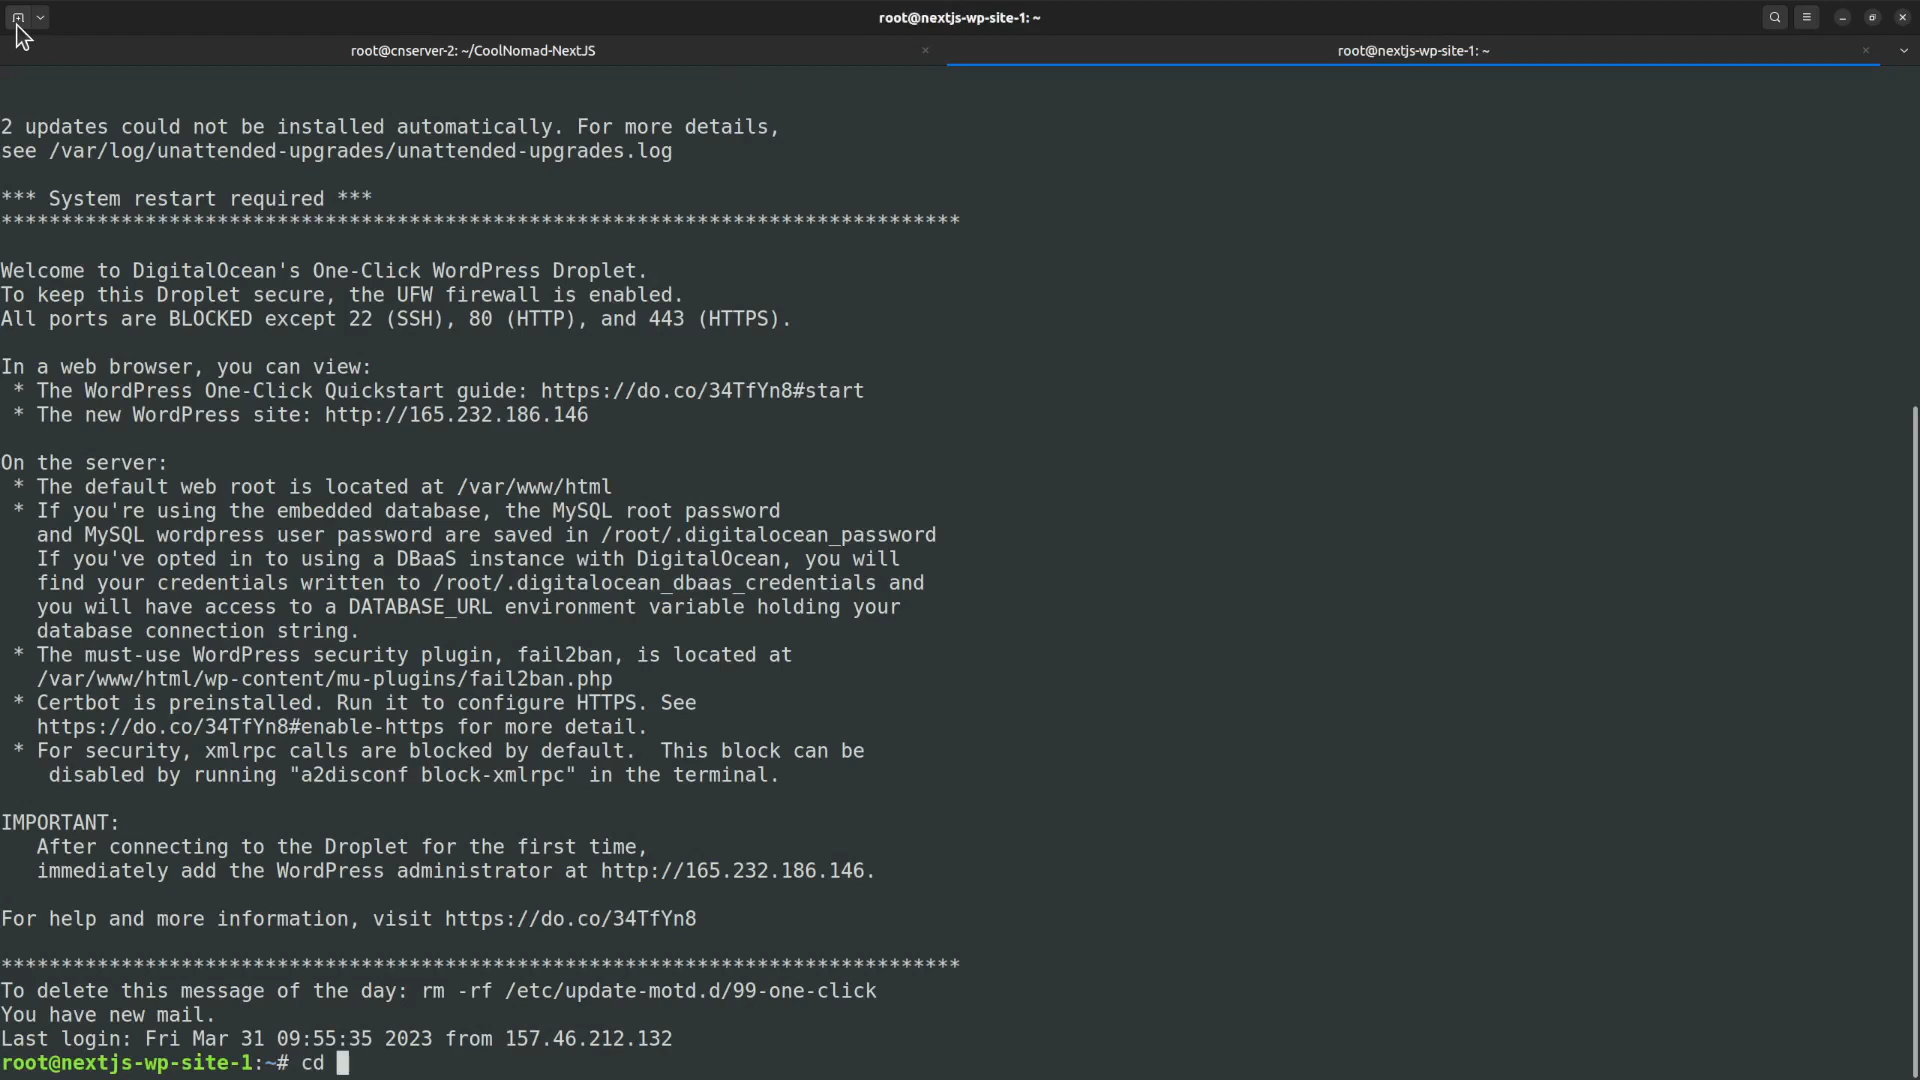 root@nextjs-wp-site-1: ~
root@cnserver-2: ~/CoolNomad-NextJS
root@nextjs-wp-site-1: ~
2 updates could not be installed automatically. For more details,
see /var/log/unattended-upgrades/unattended-upgrades.log
*** System restart required ***
********************************************************************************
Welcome to DigitalOcean's One-Click WordPress Droplet.
To keep this Droplet secure, the UFW firewall is enabled.
All ports are BLOCKED except 22 (SSH), 80 (HTTP), and 443 (HTTPS).
In a web browser, you can view:
* The WordPress One-Click Quickstart guide: https://do.co/34TfYn8#start
* The new WordPress site: http://165.232.186.146
On the server:
* The default web root is located at /var/www/html
* If you're using the embedded database, the MySQL root password
and MySQL wordpress user password are saved in /root/.digitalocean_password
If you've opted in to using a DBaaS instance with DigitalOcean, you will
find your credentials written to /root/.digitalocean_dbaas_credentials and
you will have access to a DATABASE_URL environment variable holding your
database connection string.
* The must-use WordPress security plugin, fail2ban, is located at
/var/www/html/wp-content/mu-plugins/fail2ban.php
* Certbot is preinstalled. Run it to configure HTTPS. See
https://do.co/34TfYn8#enable-https for more detail.
* For security, xmlrpc calls are blocked by default.  This block can be
disabled by running "a2disconf block-xmlrpc" in the terminal.
IMPORTANT:
After connecting to the Droplet for the first time,
immediately add the WordPress administrator at http://165.232.186.146.
For help and more information, visit https://do.co/34TfYn8
********************************************************************************
To delete this message of the day: rm -rf /etc/update-motd.d/99-one-click
You have new mail.
Last login: Fri Mar 31 09:55:35 2023 from 157.46.212.132
root@nextjs-wp-site-1:~# cd